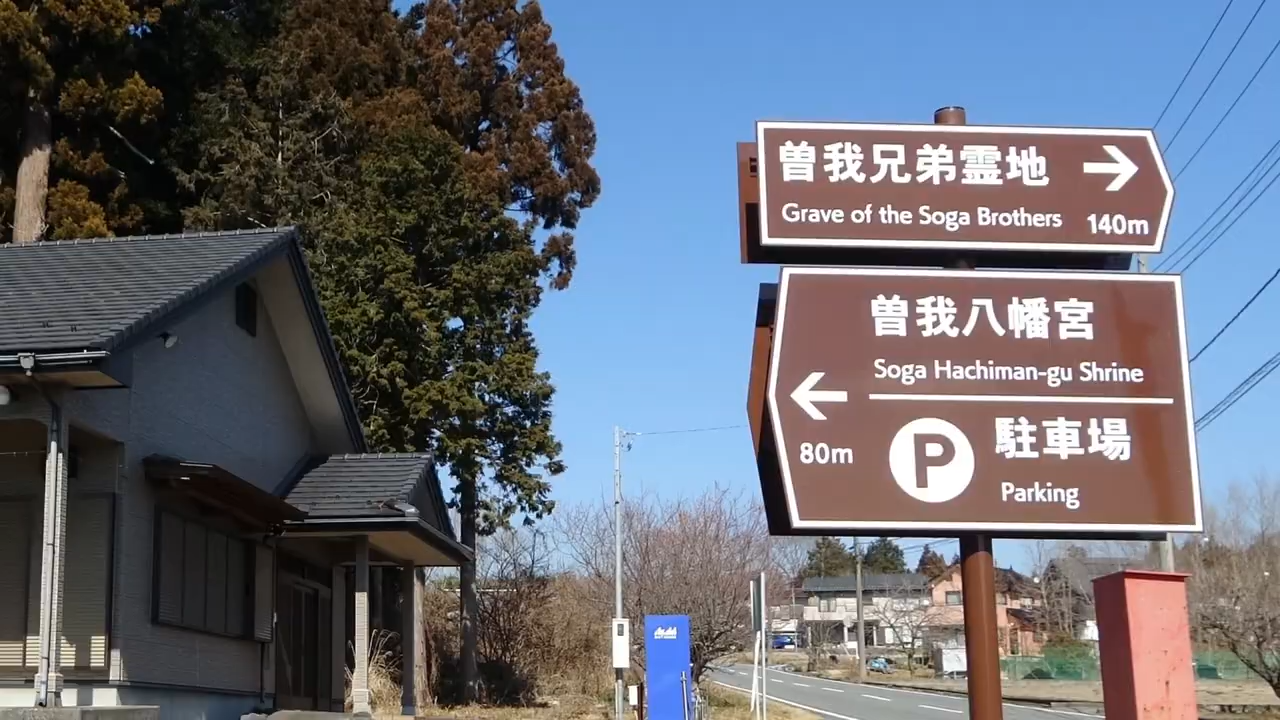 曽我兄弟霊地
Grave of the Soga Brothers 140m
曽我八幡宮
Soga Hachiman-gu Shrine
80m
P 駐車場
Parking